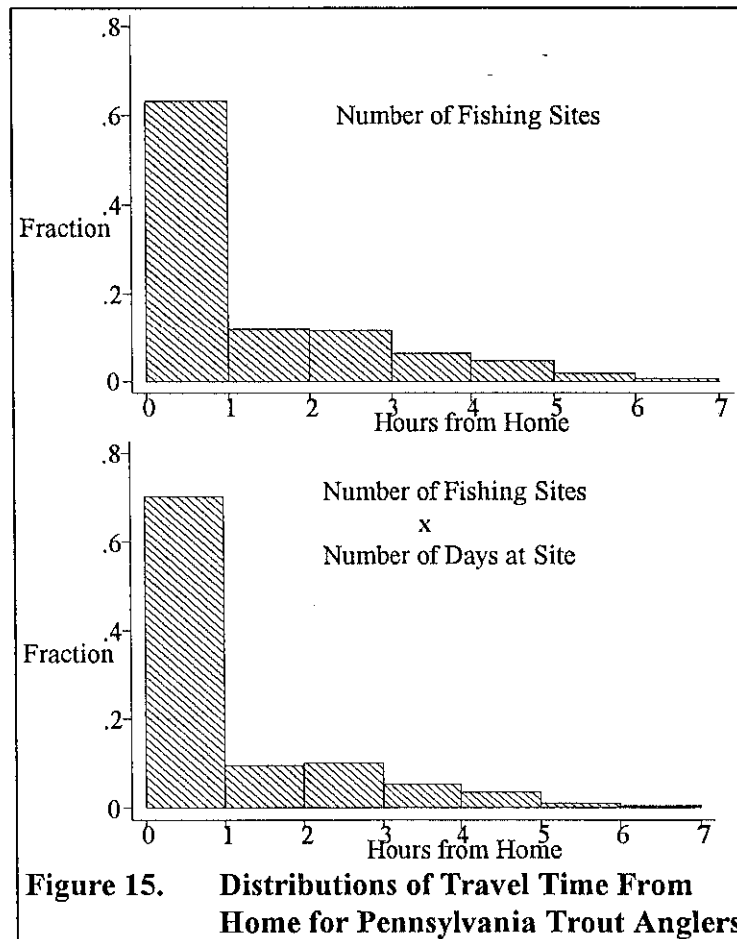 .8
.6
Number of Fishing Sites
.4
Fraction
.2
0
0 1 2 3 4 5 6 7
Hours from Home
.8
Number of Fishing Sites
x
.6
Number of Days at Site
.4
Fraction
.2
0
0 1 2 3 4 5 6 7
Hours from Home
Figure 15. Distributions of Travel Time From
Home for Pennsylvania Trout Anglers